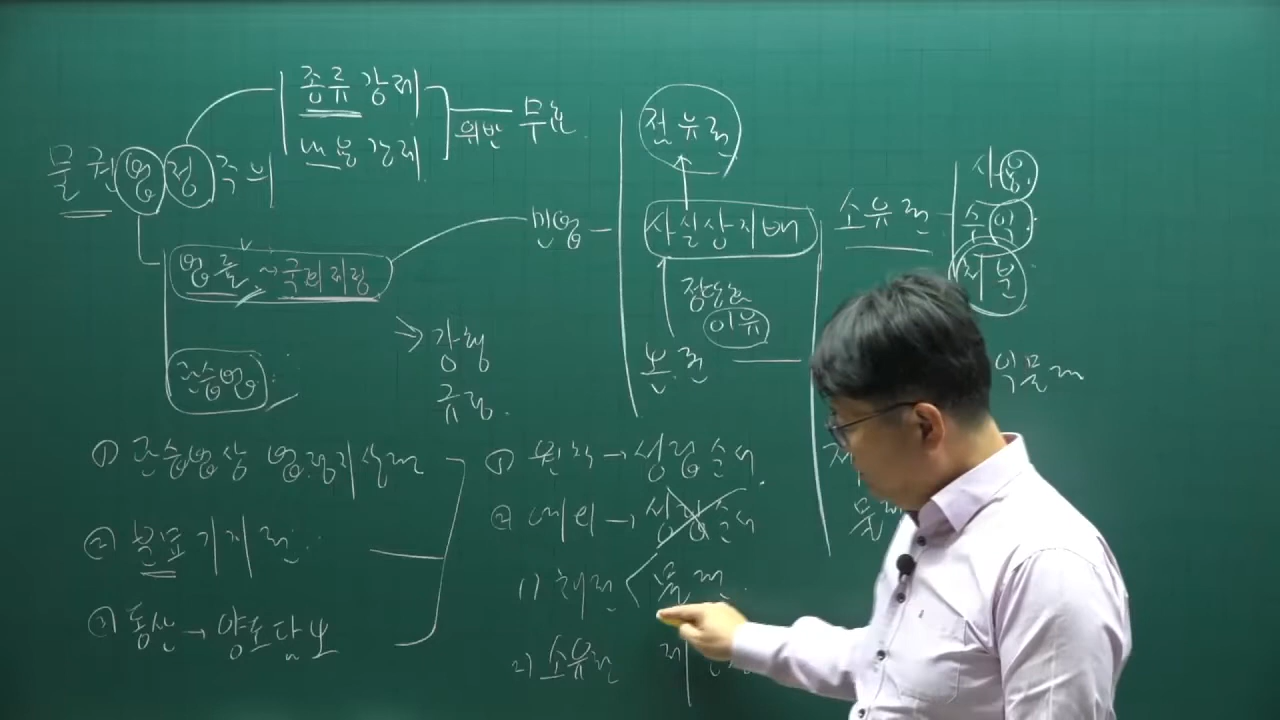 종류 강제
내용 강제
위반 무효
물권 법 정 주의
법률 ~ 국회제정
관습법
강행
규정.
민법
점유권
사실상지배
정당한
이유
본권
소유권
사용
수익
처분
① 관습법상 법정지상권
② 분묘기지권
③ 동산 → 양도담보
① 원칙 → 성립순서
② 예외 → 성립순서
1) 채권 < 물권
2) 소유권